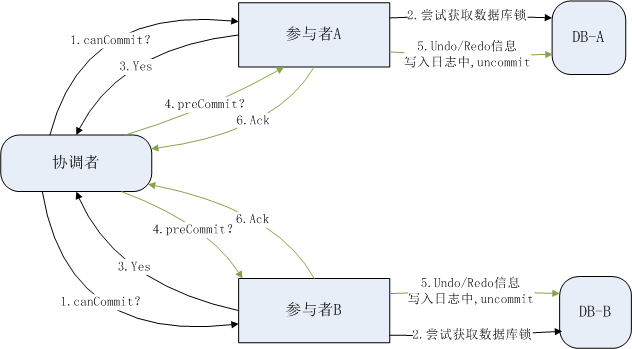 1.canCommit?
3.Yes
参与者A
2.尝试获取数据库锁
DB-A
5.Undo/Redo信息
写入日志中,uncommit
4.preCommit?
6.Ack
协调者
6.Ack
4.preCommit?
3.Yes
1.canCommit?
参与者B
5.Undo/Redo信息
写入日志中,uncommit
DB-B
2.尝试获取数据库锁